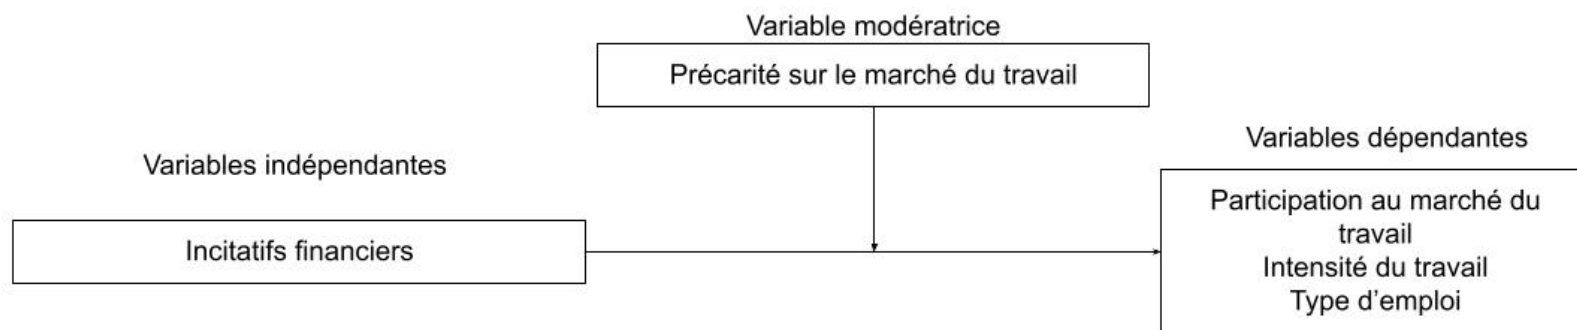 Variable modératrice
Précarité sur le marché du travail
Variables indépendantes
Incitatifs financiers
Variables dépendantes
Participation au marché du
travail
Intensité du travail
Type d’emploi